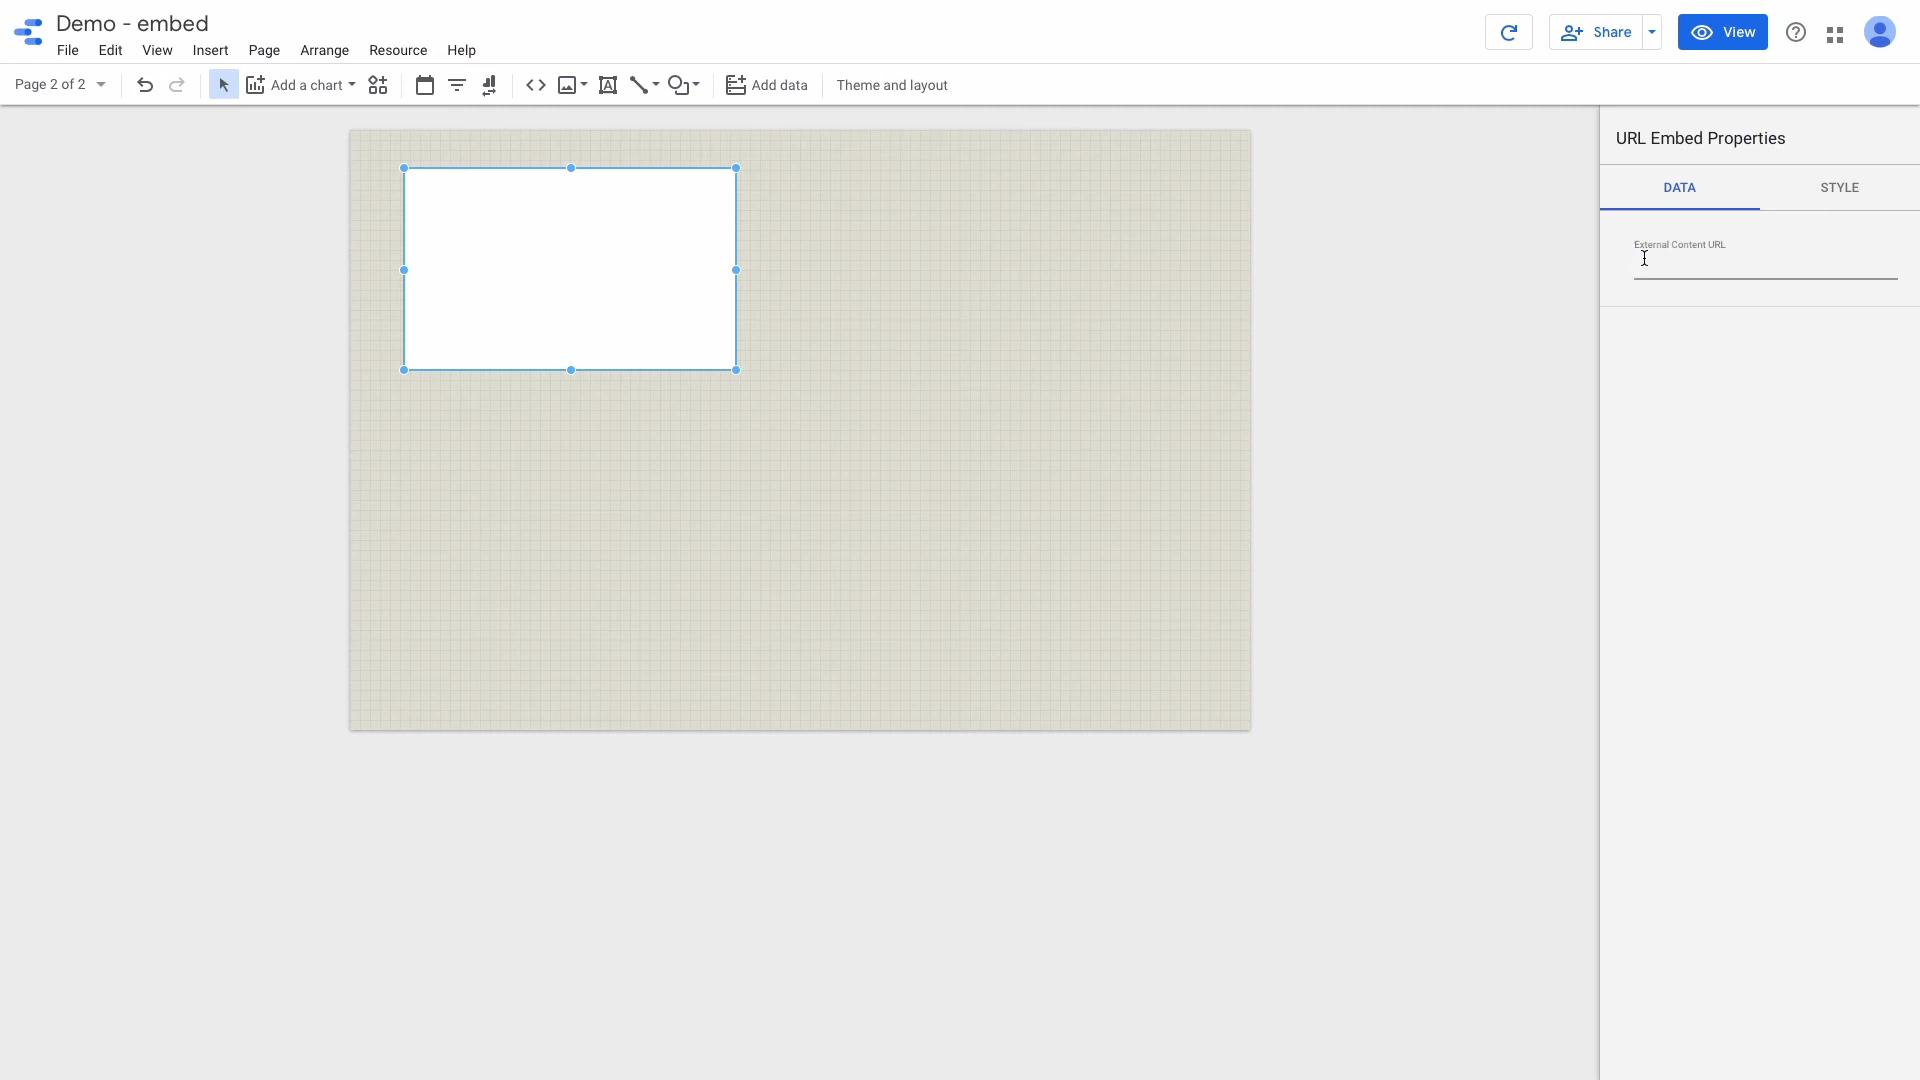 Demo - embed
File Edit View Insert Page Arrange Resource Help
Share
View
Page 2 of 2
Add a chart
Add data
Theme and layout
URL Embed Properties
DATA STYLE
External Content URL